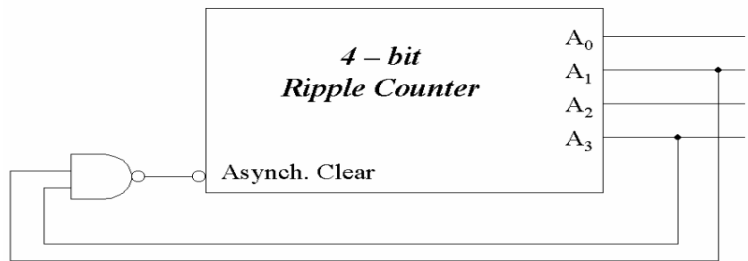 4 – bit
Ripple Counter
A0
A1
A2
A3
Asynch. Clear